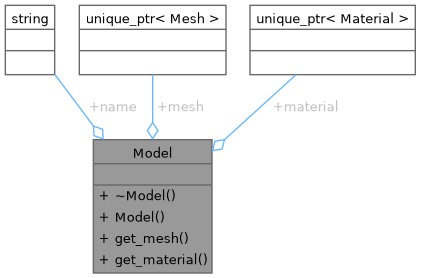 string
unique_ptr< Mesh >
unique_ptr< Material >
+name
+mesh
+material
Model
+ ~Model()
+ Model()
+ get_mesh()
+ get_material()